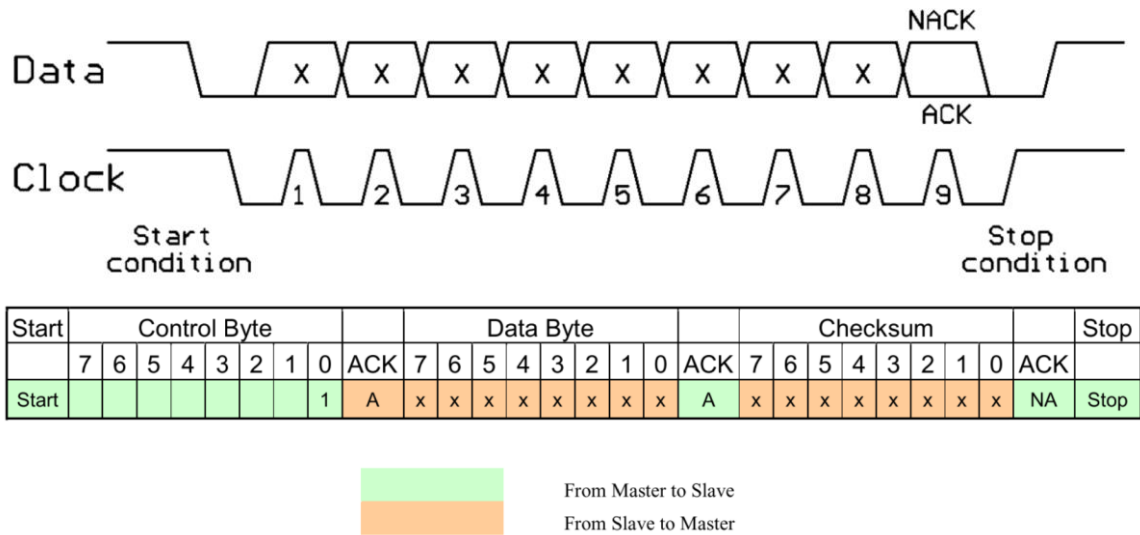 NACK
Data X X X X X X X X
ACK
Clock 1 2 3 4 5 6 7 8 9
Start condition
Stop condition
Start Control Byte Data Byte Checksum Stop
7 6 5 4 3 2 1 0 ACK 7 6 5 4 3 2 1 0 ACK 7 6 5 4 3 2 1 0 ACK
Start 1 A x x x x x x x x A x x x x x x x x NA Stop
From Master to Slave
From Slave to Master